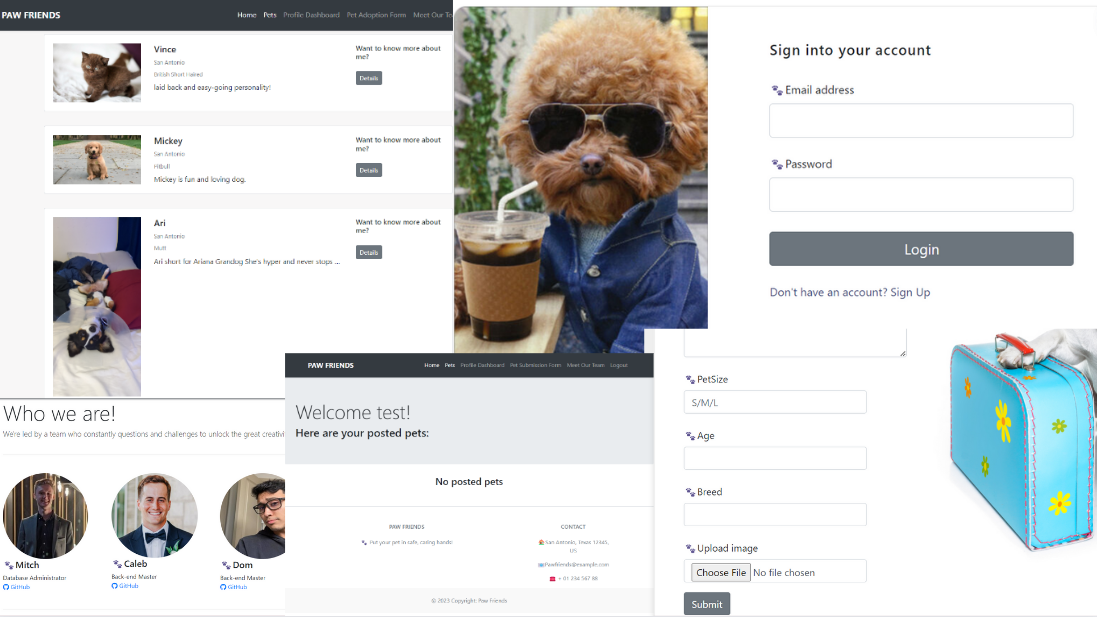 PAW FRIENDS
Home Pets Profile Dashboard Pet Adoption Form Meet Our Te
Vince
San Antonio
British Short Haired
laid back and easy-going personality!
Want to know more about
me?
Details
Mickey
San Antonio
Pitbull
Mickey is fun and loving dog.
Want to know more about
me?
Details
Ari
San Antonio
Mutt
Ari short for Ariana Grandog She's hyper and never stops ...
Want to know more about
me?
Details
Sign into your account
Email address
Password
Login
Don't have an account? Sign Up
Who we are!
We're led by a team who constantly questions and challenges to unlock the great creativi
Mitch
Database Administrator
GitHub
Caleb
Back-end Master
GitHub
Dom
Back-end Master
GitHub
PAW FRIENDS
Home Pets Profile Dashboard Pet Submission Form Meet Our Team Logout
Welcome test!
Here are your posted pets:
No posted pets
PAW FRIENDS
Put your pet in safe, caring hands!
CONTACT
San Antonio, Texas 12345,
US
Pawfriends@example.com
+ 01 234 567 88
© 2023 Copyright: Paw Friends
PetSize
S/M/L
Age
Breed
Upload image
Choose File No file chosen
Submit